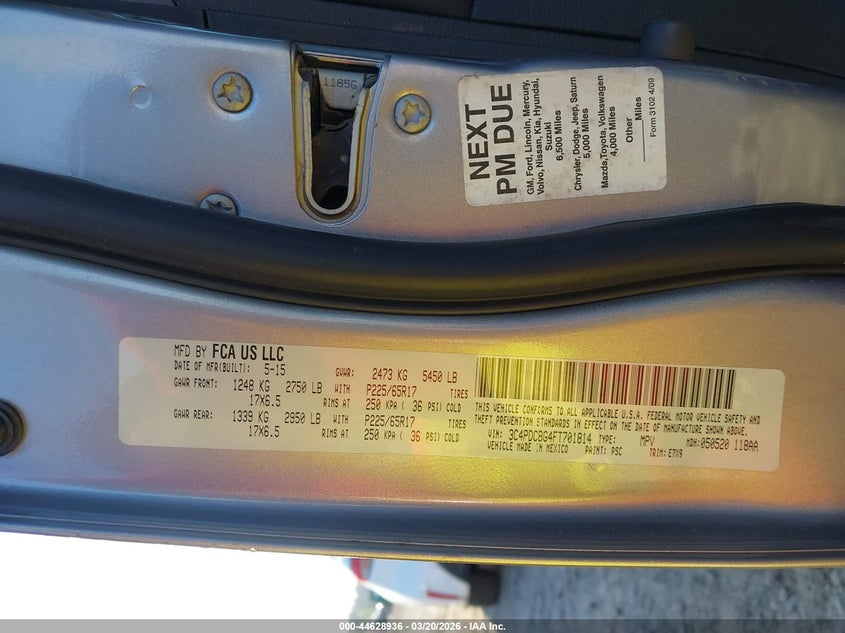 1185G
NEXT
PM DUE
GM, Ford, Lincoln, Mercury,
Volvo, Nissan, Kia, Hyundai,
Suzuki
6,500 Miles
Chrysler, Dodge, Jeep, Saturn
5,000 Miles
Mazda, Toyota, Volkswagen
4,000 Miles
Other
Miles
Form 3102 4/09
MFD BY FCA US LLC
DATE OF MFR(BUILT): 5-15 GVWR: 2473 KG 5450 LB
GAWR FRONT: 1248 KG 2750 LB WITH P225/65R17 TIRES
17X6.5 RIMS AT 250 KPA ( 36 PSI) COLD
GAWR REAR: 1339 KG 2950 LB WITH P225/65R17 TIRES
17X6.5 RIMS AT 250 KPA ( 36 PSI) COLD
THIS VEHICLE CONFORMS TO ALL APPLICABLE U.S.A. FEDERAL MOTOR VEHICLE SAFETY AND
THEFT PREVENTION STANDARDS IN EFFECT ON THE DATE OF MANUFACTURE SHOWN ABOVE.
VIN: 3C4PDCBG4FT701814 TYPE: MPV MDH: 050520 118AA
VEHICLE MADE IN MEXICO PAINT: PSC TRIM: E7X9
000-44628936 - 03/20/2026 - IAA, Inc.